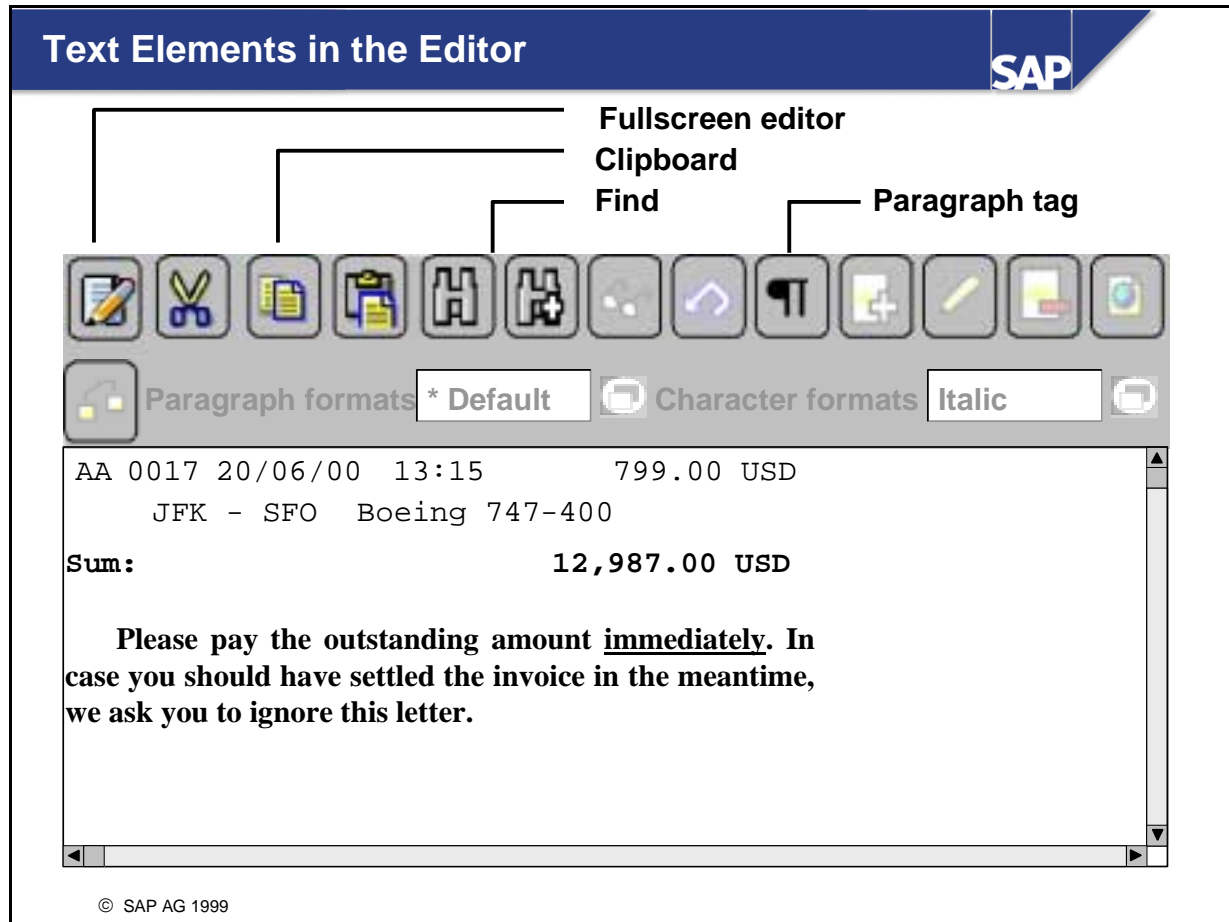 Text Elements in the Editor
SAP
Fullscreen editor
Clipboard
Find
Paragraph tag
Paragraph formats * Default Character formats Italic
AA 0017 20/06/00 13:15 799.00 USD
JFK - SFO Boeing 747-400
Sum: 12,987.00 USD
Please pay the outstanding amount immediately. In
case you should have settled the invoice in the meantime,
we ask you to ignore this letter.
© SAP AG 1999